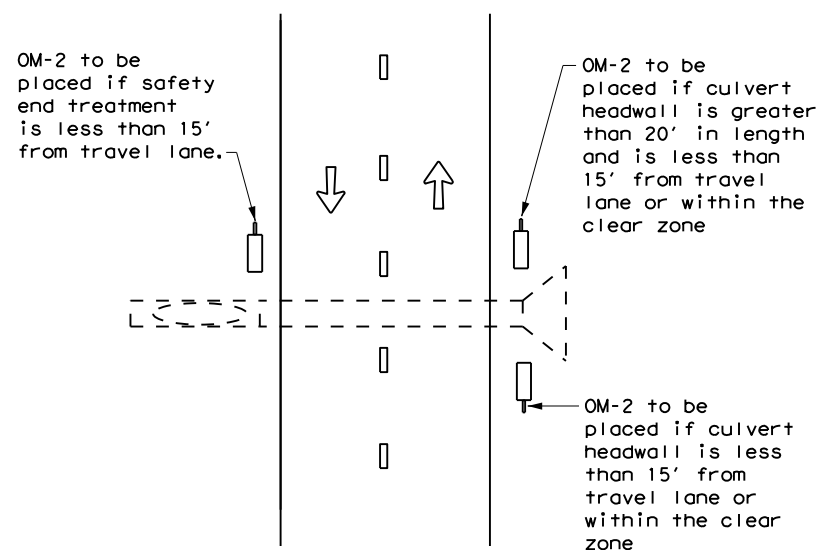 OM-2 to be
placed if safety
end treatment
is less than 15'
from travel lane.
OM-2 to be
placed if culvert
headwall is greater
than 20' in length
and is less than
15' from travel
lane or within the
clear zone
OM-2 to be
placed if culvert
headwall is less
than 15' from
travel lane or
within the clear
zone